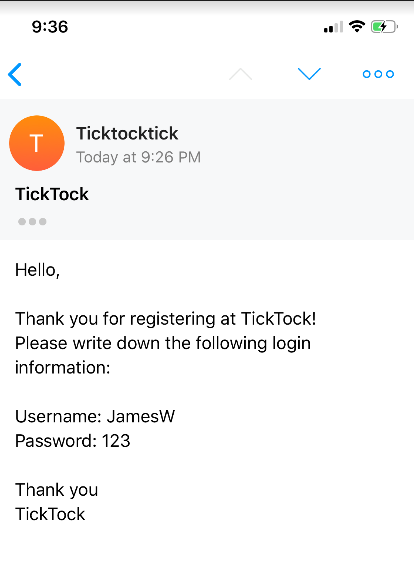 9:36
T
Ticktocktick
Today at 9:26 PM
TickTock
Hello,
Thank you for registering at TickTock!
Please write down the following login
information:
Username: JamesW
Password: 123
Thank you
TickTock